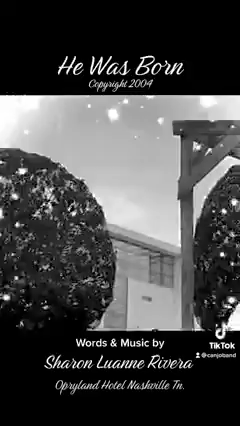 He Was Born
Copyright 2004
TikTok
@canjoband
Words & Music by
Sharon Luanne Rivera
Opryland Hotel Nashville Tn.